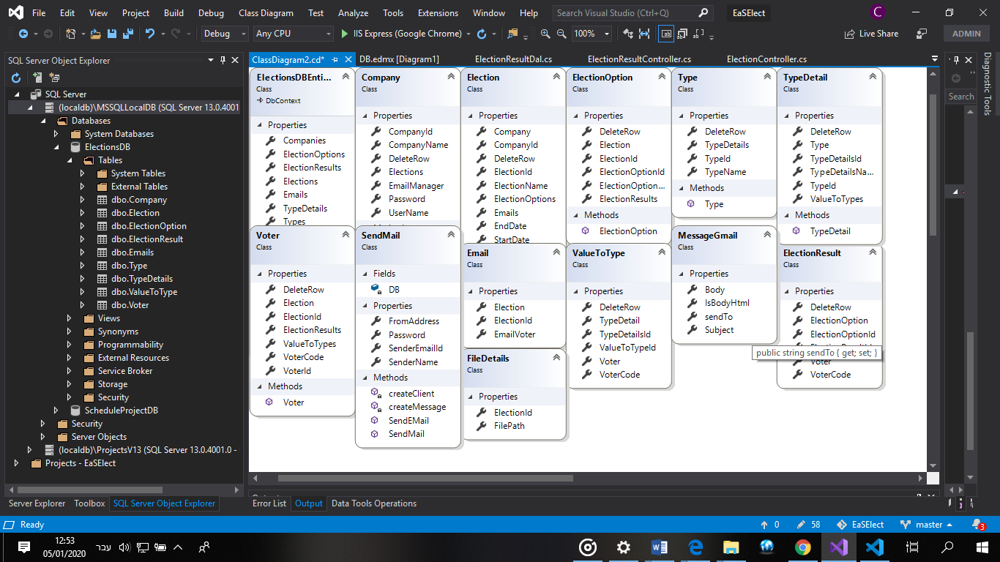 File Edit View Project Build Debug Class Diagram Test Analyze Tools Extensions Window Help Search Visual Studio (Ctrl+Q) EaSElect C
Debug Any CPU IIS Express (Google Chrome) 100% Live Share ADMIN
SQL Server Object Explorer
SQL Server
(localdb)\MSSQLLocalDB (SQL Server 13.0.4001
Databases
System Databases
ElectionsDB
Tables
System Tables
External Tables
dbo.Company
dbo.Election
dbo.ElectionOption
dbo.ElectionResult
dbo.Emails
dbo.Type
dbo.TypeDetails
dbo.ValueToType
dbo.Voter
Views
Synonyms
Programmability
External Resources
Service Broker
Storage
Security
ScheduleProjectDB
Security
Server Objects
(localdb)\ProjectsV13 (SQL Server 13.0.4001.0 -
Projects - EaSElect
Server Explorer Toolbox SQL Server Object Explorer
ClassDiagram2.cd* DB.edmx [Diagram1] ElectionResultDal.cs ElectionResultController.cs ElectionController.cs
ElectionsDBEnti...
Class
DbContext
Properties
Companies
ElectionOptions
ElectionResults
Elections
Emails
TypeDetails
Types
Company
Class
Properties
CompanyId
CompanyName
DeleteRow
Elections
EmailManager
Password
UserName
Election
Class
Properties
Company
CompanyId
DeleteRow
ElectionId
ElectionName
ElectionOptions
Emails
EndDate
StartDate
ElectionOption
Class
Properties
DeleteRow
Election
ElectionId
ElectionOptionId
ElectionOption...
ElectionResults
Methods
ElectionOption
Type
Class
Properties
DeleteRow
TypeDetails
TypeId
TypeName
Methods
Type
TypeDetail
Class
Properties
DeleteRow
Type
TypeDetailsId
TypeDetailsNa...
TypeId
ValueToTypes
Methods
TypeDetail
Voter
Class
Properties
DeleteRow
Election
ElectionId
ElectionResults
ValueToTypes
VoterCode
VoterId
Methods
Voter
SendMail
Class
Fields
DB
Properties
FromAddress
Password
SenderEmailId
SenderName
Methods
createClient
createMessage
SendEMail
SendMail
Email
Class
Properties
Election
ElectionId
EmailVoter
FileDetails
Class
Properties
ElectionId
FilePath
ValueToType
Class
Properties
DeleteRow
TypeDetail
TypeDetailsId
ValueToTypeId
Voter
VoterCode
MessageGmail
Class
Properties
Body
IsBodyHtml
sendTo
Subject
public string sendTo { get; set; }
ElectionResult
Class
Properties
DeleteRow
ElectionOption
ElectionOptionId
Voter
VoterCode
Search
Diagnostic Tools
Error List Output Data Tools Operations
Ready 0 58 EaSElect master 3
12:53
05/01/2020
עבר